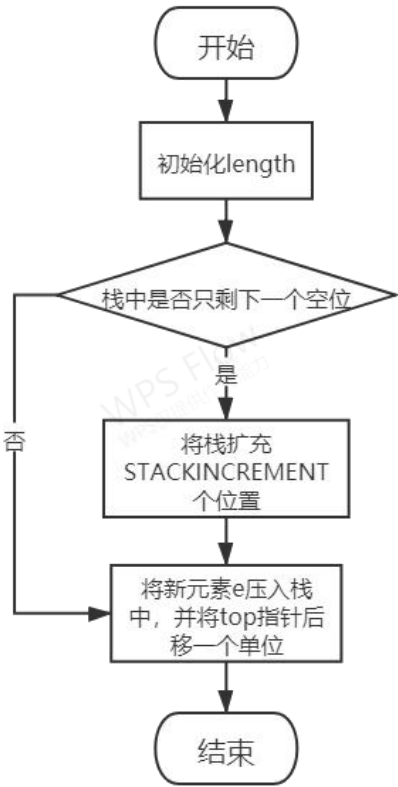 开始
初始化length
栈中是否只剩下一个空位
是
否
将栈扩充
STACKINCREMENT
个位置
将新元素e压入栈
中，并将top指针后
移一个单位
结束
WPS Flow